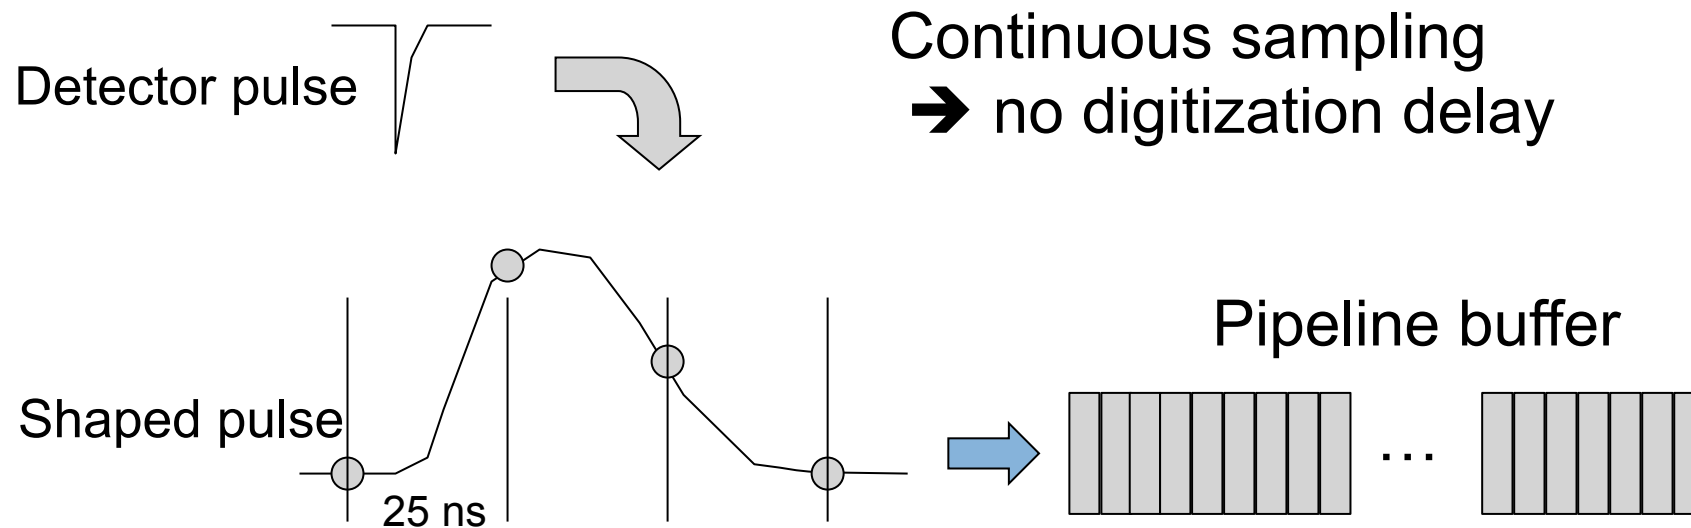 Detector pulse
Continuous sampling
➔ no digitization delay
Pipeline buffer
Shaped pulse
25 ns
…